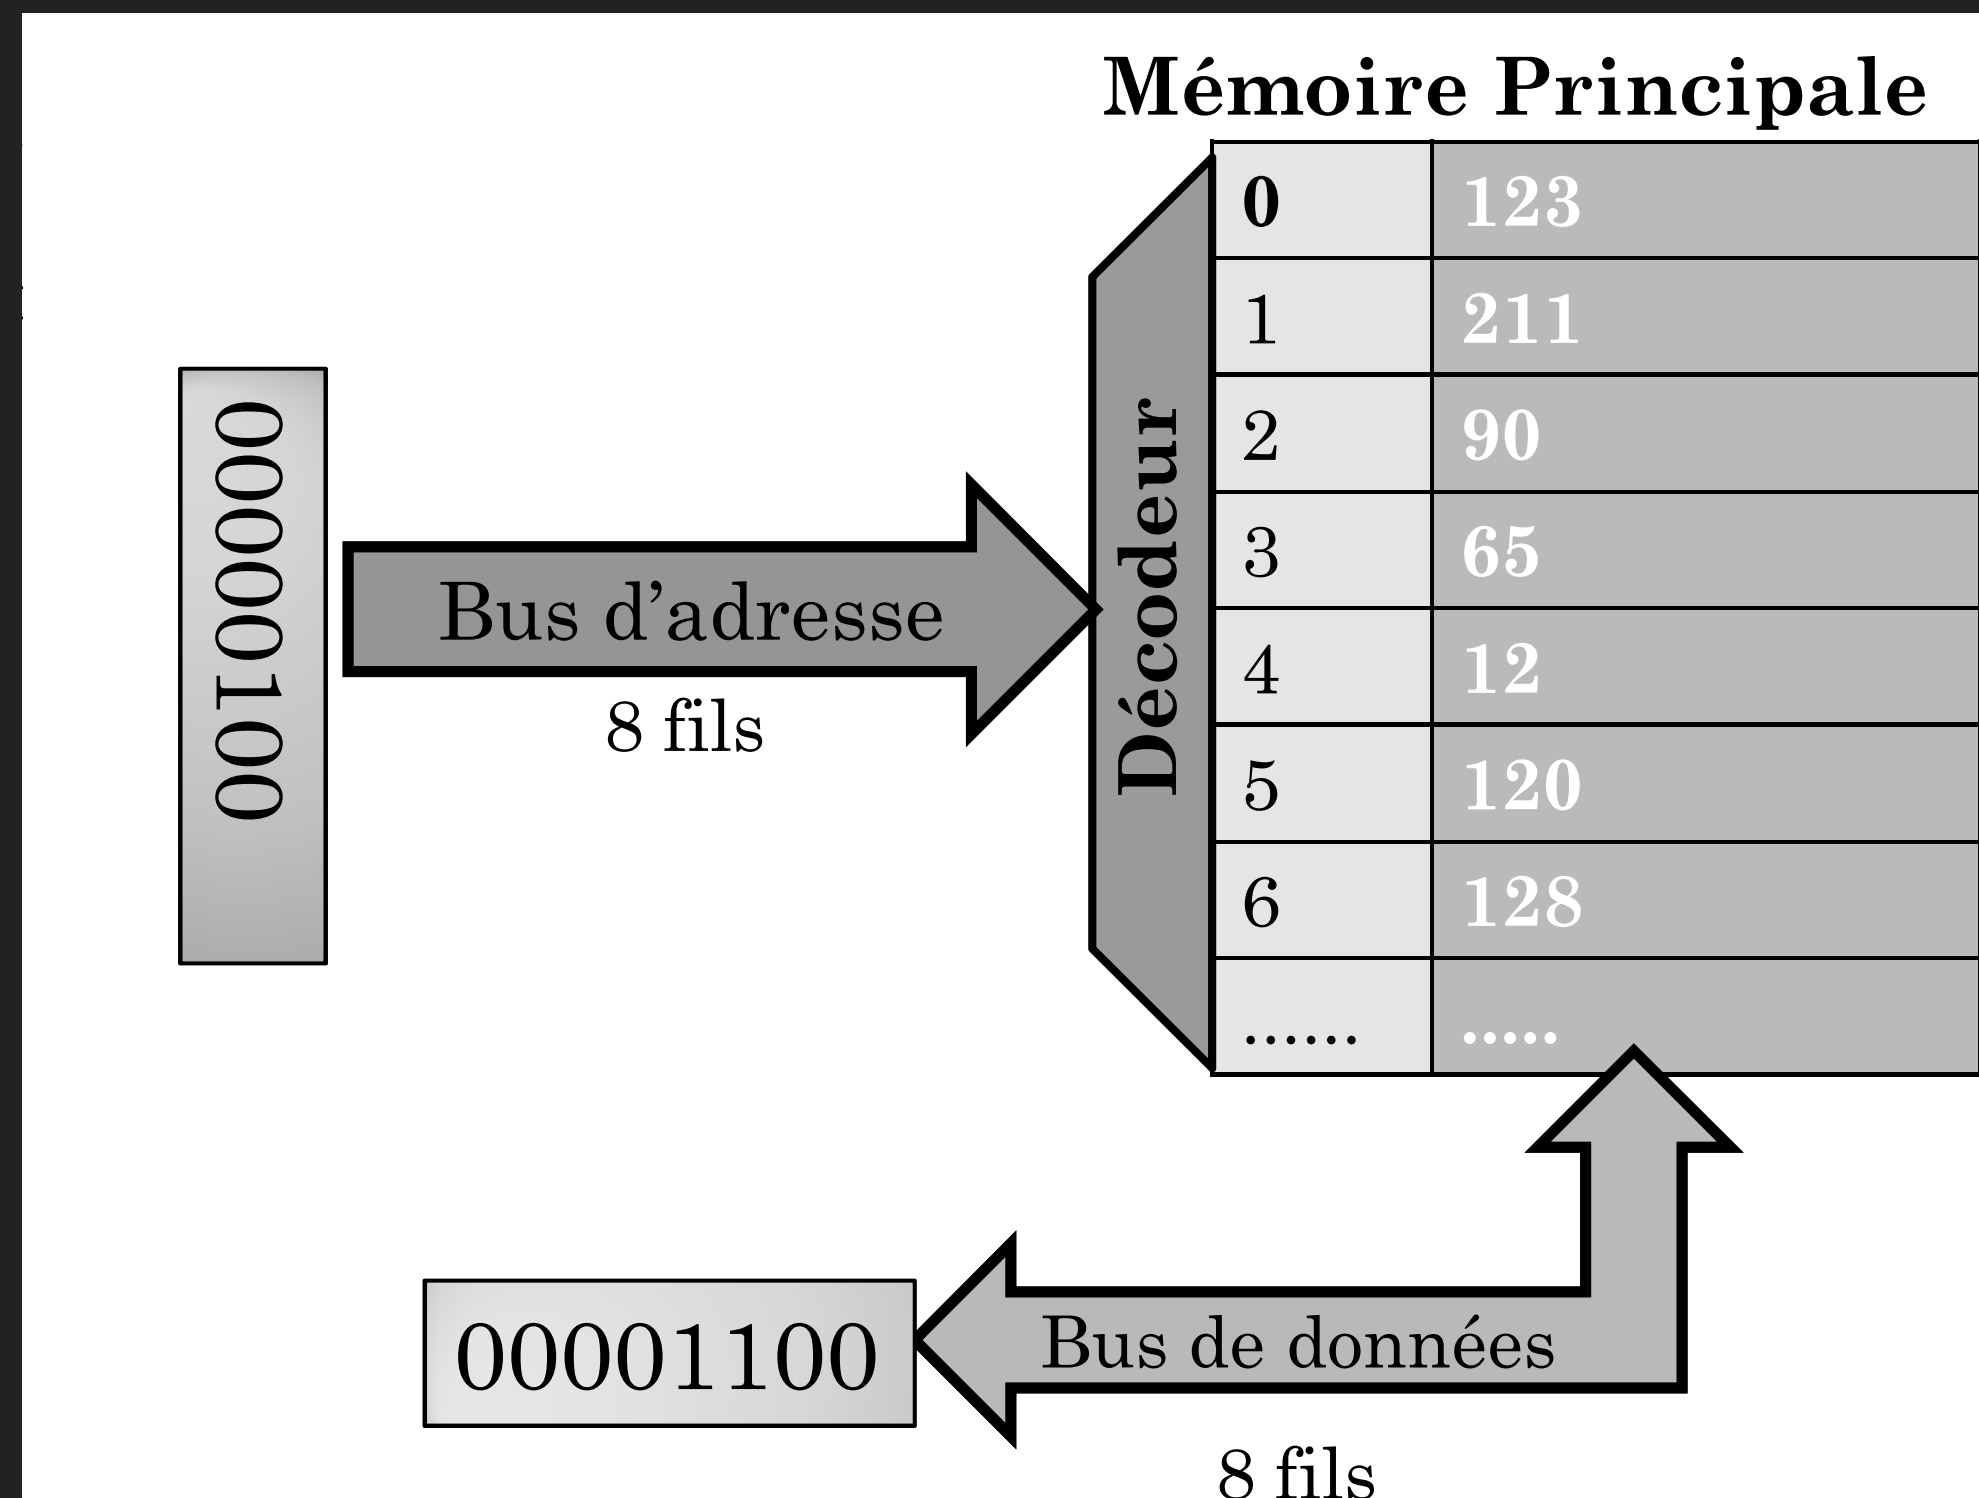 Mémoire Principale
0 123
1 211
2 90
3 65
4 12
5 120
6 128
...... .....
Décodeur
00000100
Bus d’adresse
8 fils
00001100
Bus de données
8 fils